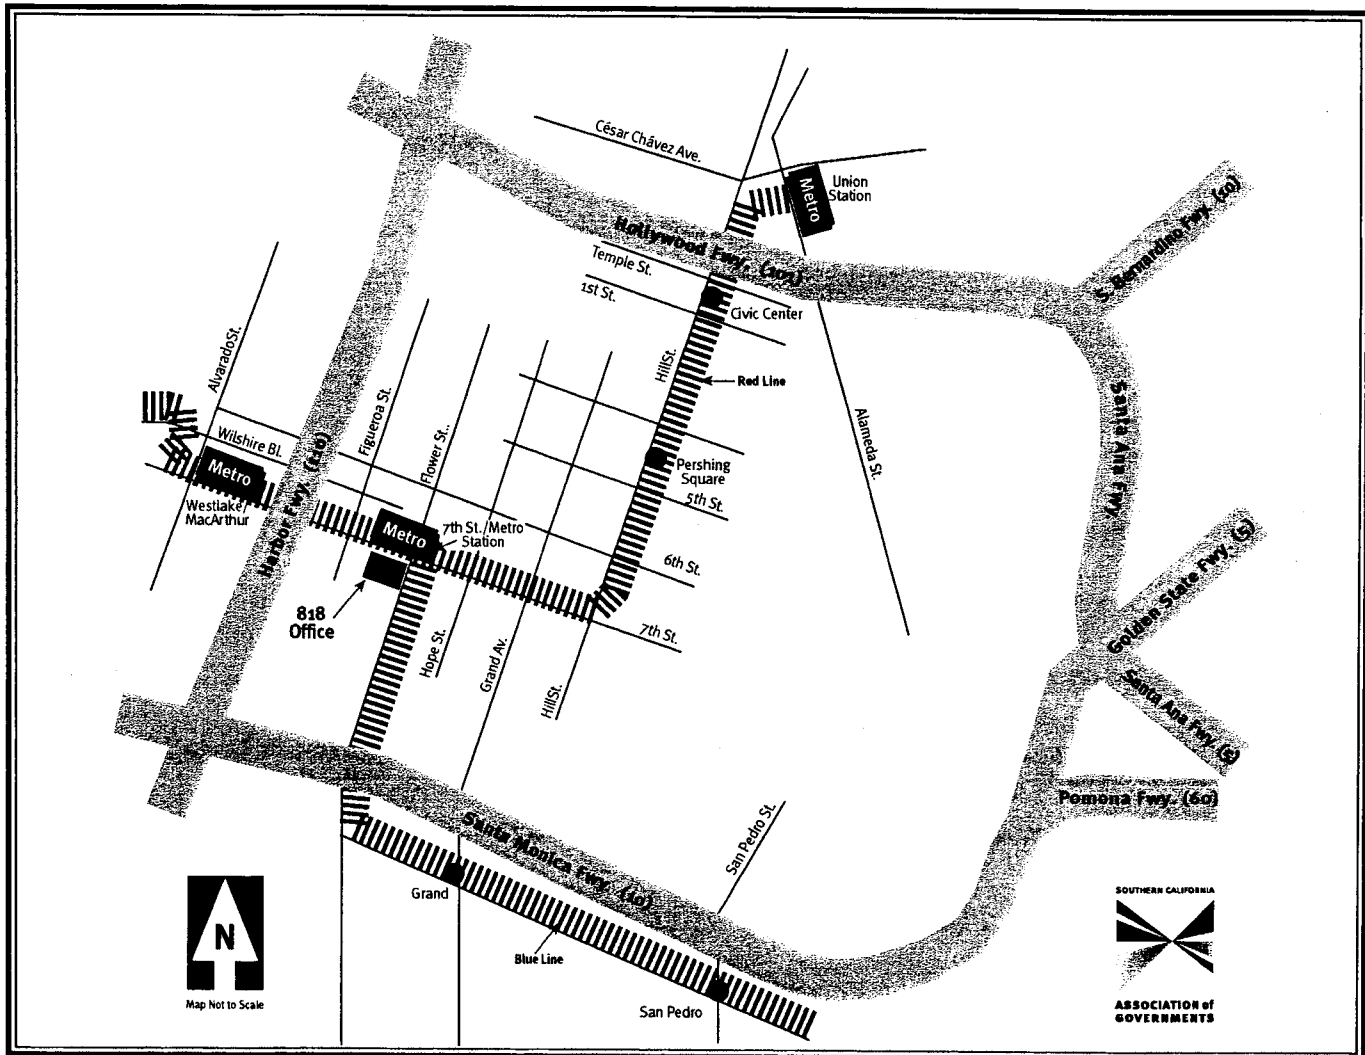 César Chávez Ave.
Metro
Union
Station
S. Bernardino Fwy. (10)
Hollywood Fwy. (101)
Temple St.
1st St.
Civic Center
Alvarado St.
Hill St.
Red Line
Santa Ana Fwy.
Figueroa St.
Flower St..
Alameda St.
Wilshire Bl.
Harbor Fwy. (110)
Metro
Westlake/
MacArthur
Pershing
Square
5th St.
Metro
7th St./Metro
Station
6th St.
Golden State Fwy. (5)
818
Office
7th St.
Hope St.
Grand Av.
Hill St.
Santa Ana Fwy. (5)
Pomona Fwy. (60)
Santa Monica Fwy. (10)
San Pedro St.
Grand
Blue Line
San Pedro
N
Map Not to Scale
SOUTHERN CALIFORNIA
ASSOCIATION of
GOVERNMENTS